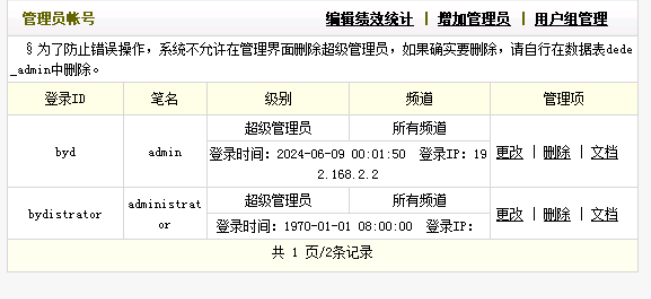 管理员帐号 编辑绩效统计 | 增加管理员 | 用户组管理
§为了防止错误操作，系统不允许在管理界面删除超级管理员，如果确实要删除，请自行在数据表dede
_admin中删除。
登录ID 笔名 级别 频道 管理项
超级管理员 所有频道
byd admin 登录时间：2024-06-09 00:01:50 登录IP：19 更改 | 删除 | 文档
2.168.2.2
administrat 超级管理员 所有频道
bydistrator or 登录时间：1970-01-01 08:00:00 登录IP： 更改 | 删除 | 文档
共 1 页/2条记录